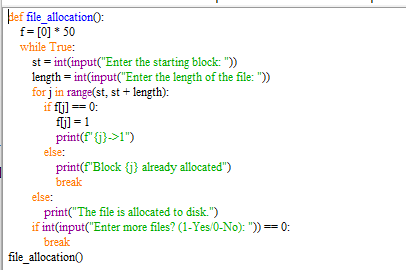 def file_allocation():
    f = [0] * 50
    while True:
        st = int(input("Enter the starting block: "))
        length = int(input("Enter the length of the file: "))
        for j in range(st, st + length):
            if f[j] == 0:
                f[j] = 1
                print(f"{j}->1")
            else:
                print(f"Block {j} already allocated")
                break
        else:
            print("The file is allocated to disk.")
        if int(input("Enter more files? (1-Yes/0-No): ")) == 0:
            break
file_allocation()